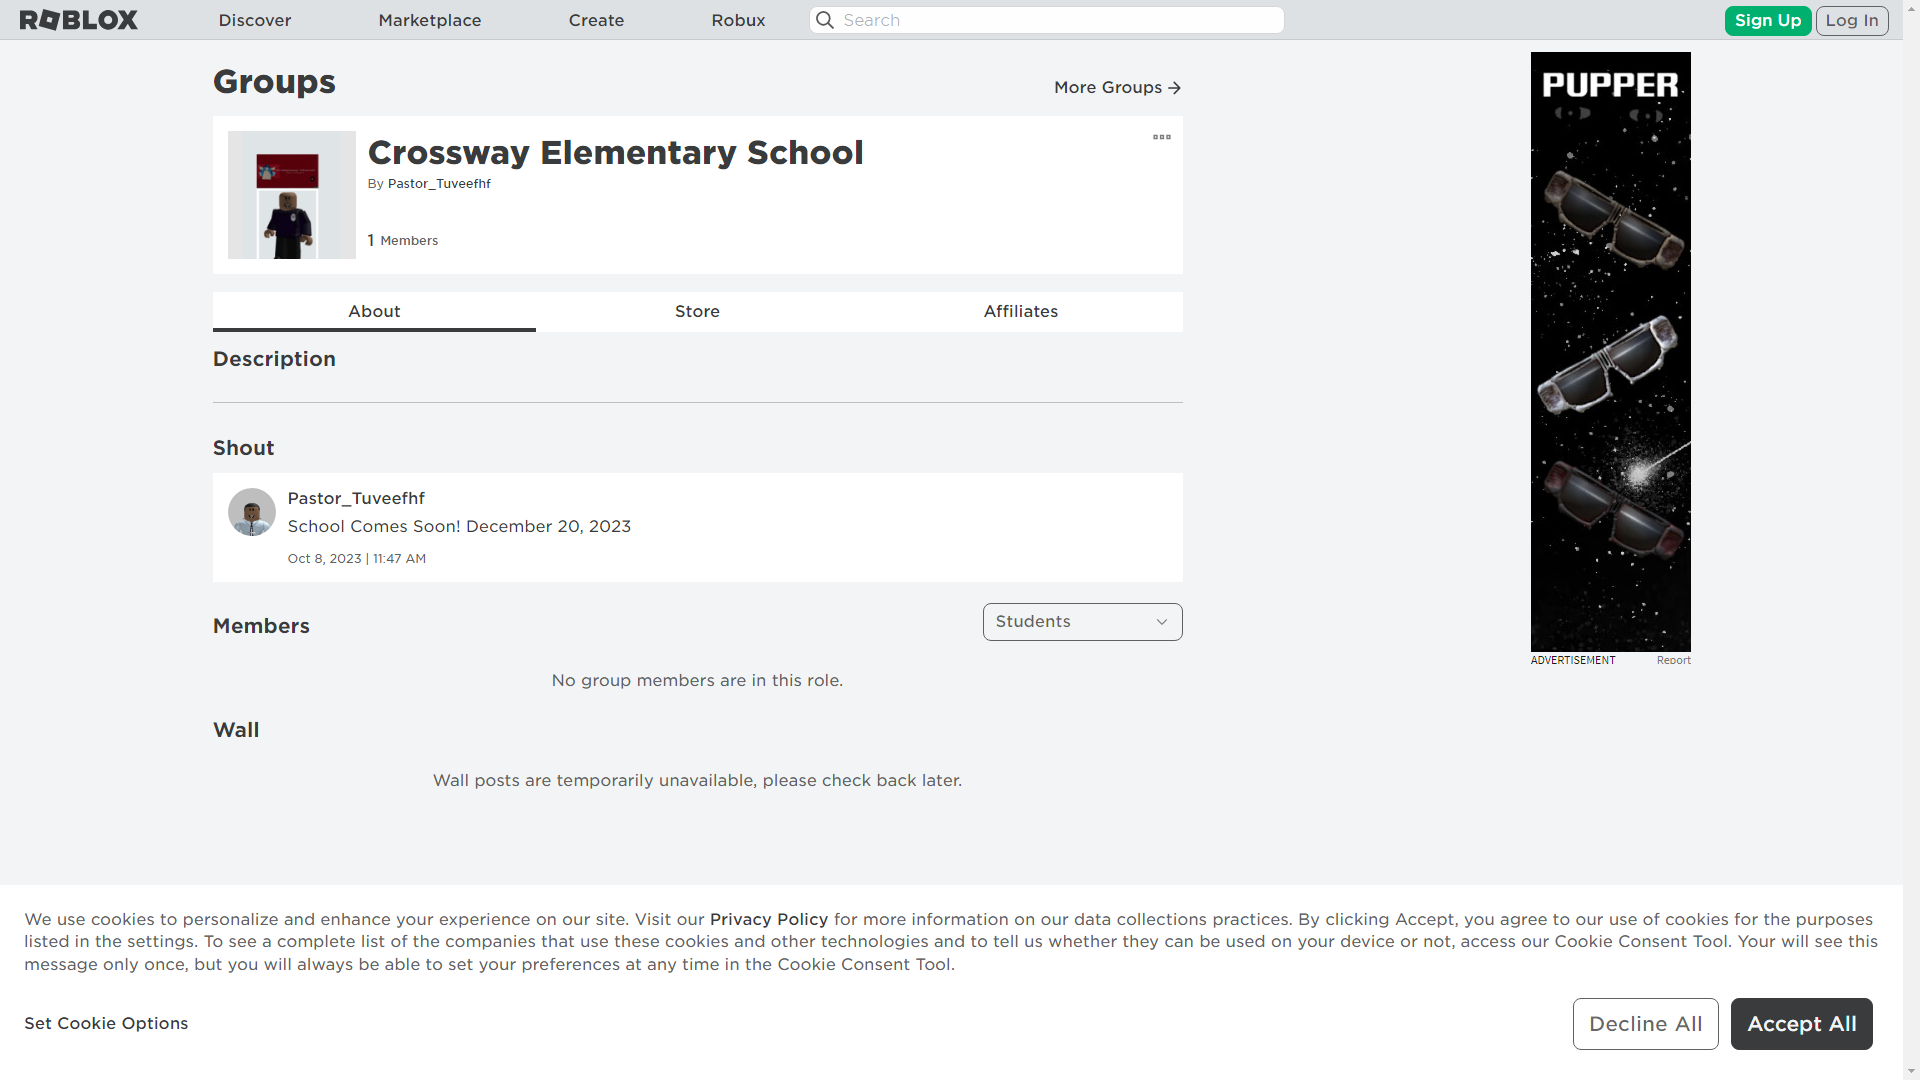 ROBLOX
Discover
Marketplace
Create
Robux
Search
Sign Up
Log In
Groups
More Groups
Crossway Elementary School
By Pastor_Tuveefhf
1 Members
About
Store
Affiliates
Description
Shout
Pastor_Tuveefhf
School Comes Soon! December 20, 2023
Oct 8, 2023 | 11:47 AM
Members
Students
No group members are in this role.
Wall
Wall posts are temporarily unavailable, please check back later.
PUPPER
ADVERTISEMENT
Report
We use cookies to personalize and enhance your experience on our site. Visit our Privacy Policy for more information on our data collections practices. By clicking Accept, you agree to our use of cookies for the purposes
listed in the settings. To see a complete list of the companies that use these cookies and other technologies and to tell us whether they can be used on your device or not, access our Cookie Consent Tool. Your will see this
message only once, but you will always be able to set your preferences at any time in the Cookie Consent Tool.
Set Cookie Options
Decline All
Accept All